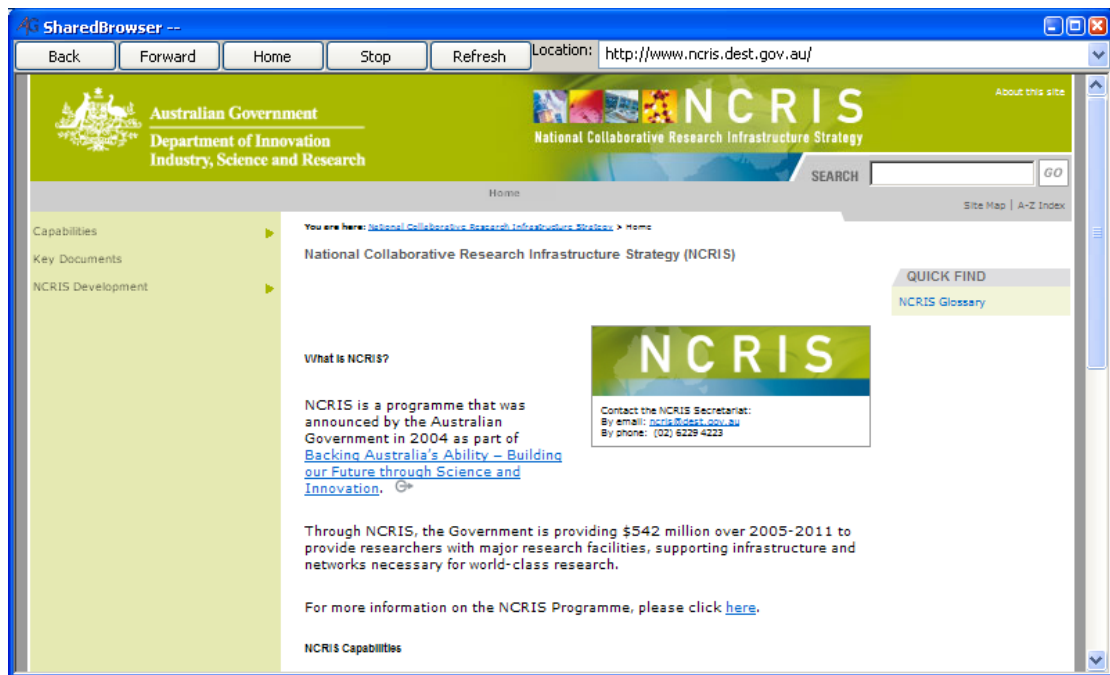 AG SharedBrowser --
Back Forward Home Stop Refresh Location: http://www.ncris.dest.gov.au/
Australian Government
Department of Innovation
Industry, Science and Research
NCRIS
National Collaborative Research Infrastructure Strategy
About this site
SEARCH GO
Home
Site Map | A-Z Index
Capabilities
Key Documents
NCRIS Development
You are here: National Collaborative Research Infrastructure Strategy > Home
National Collaborative Research Infrastructure Strategy (NCRIS)
QUICK FIND
NCRIS Glossary
What is NCRIS?
NCRIS is a programme that was
announced by the Australian
Government in 2004 as part of
Backing Australia's Ability – Building
our Future through Science and
Innovation.
NCRIS
Contact the NCRIS Secretariat:
By email: ncris@dest.gov.au
By phone: (02) 6229 4223
Through NCRIS, the Government is providing $542 million over 2005-2011 to
provide researchers with major research facilities, supporting infrastructure and
networks necessary for world-class research.
For more information on the NCRIS Programme, please click here.
NCRIS Capabilities